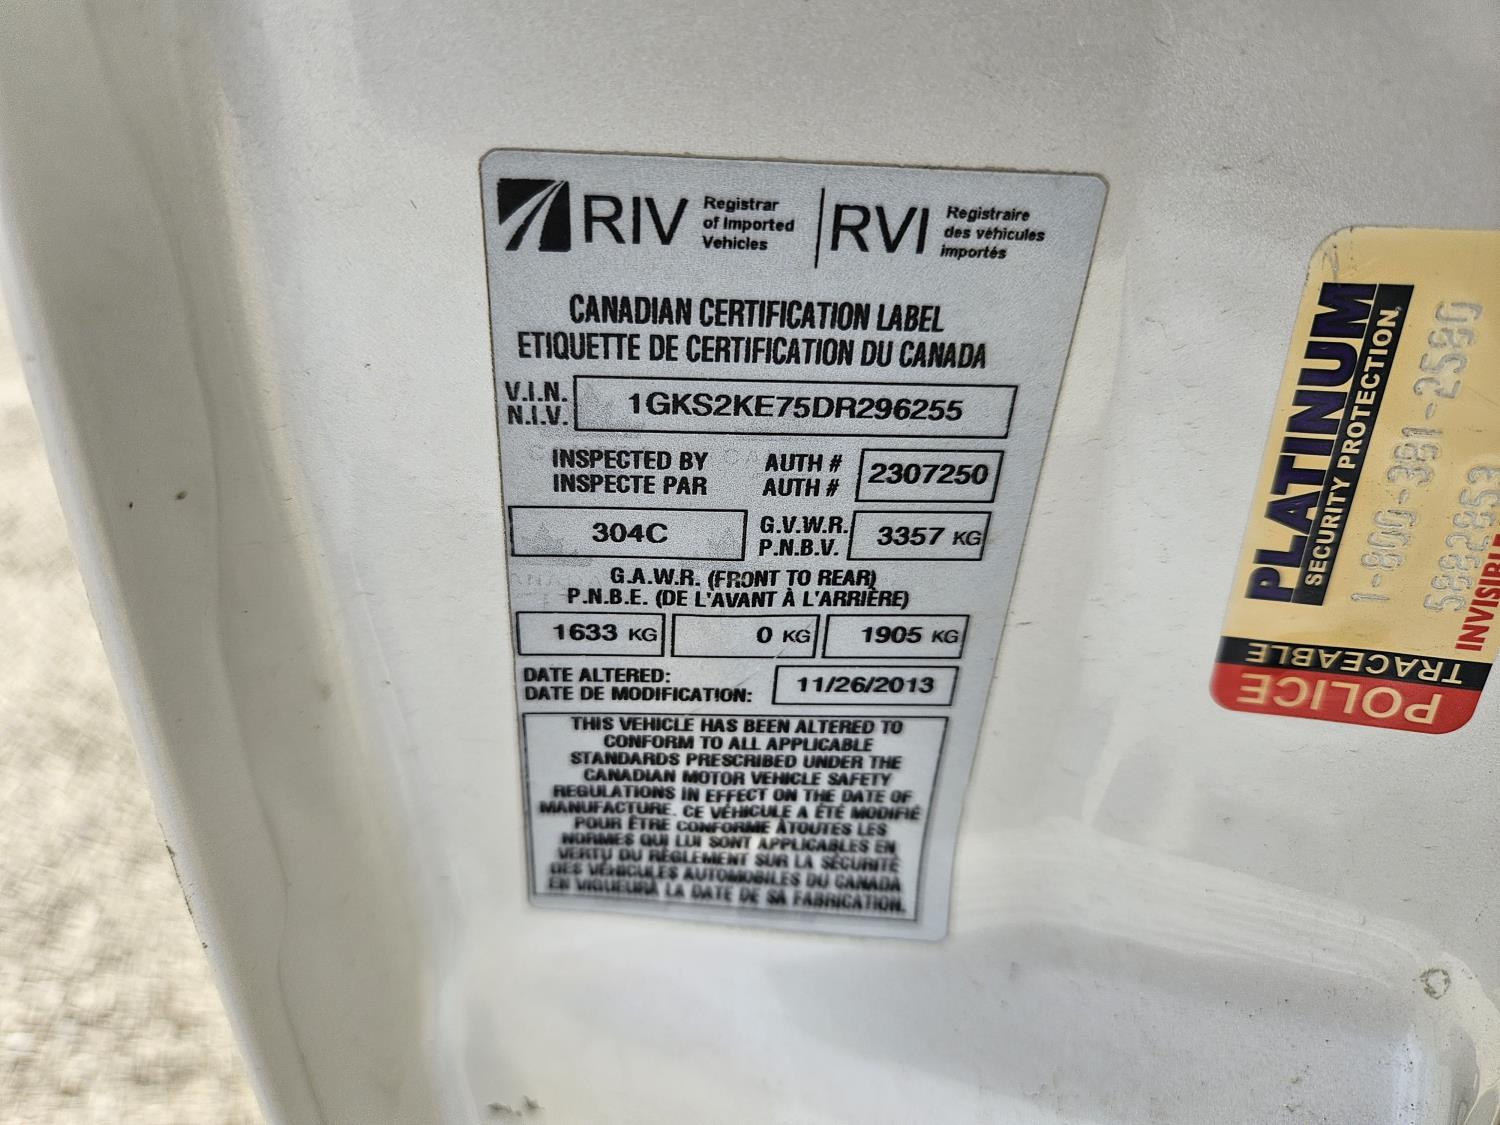 RIV Registrar of Imported Vehicles | RVI Registraire des véhicules importés
CANADIAN CERTIFICATION LABEL
ETIQUETTE DE CERTIFICATION DU CANADA
V.I.N. 1GKS2KE75DR296255
N.I.V.
INSPECTED BY AUTH # 2307250
INSPECTE PAR AUTH #
304C G.V.W.R. 3357 KG
P.N.B.V.
G.A.W.R. (FRONT TO REAR)
P.N.B.E. (DE L'AVANT À L'ARRIÈRE)
1633 KG 0 KG 1905 KG
DATE ALTERED: 11/26/2013
DATE DE MODIFICATION:
THIS VEHICLE HAS BEEN ALTERED TO
CONFORM TO ALL APPLICABLE
STANDARDS PRESCRIBED UNDER THE
CANADIAN MOTOR VEHICLE SAFETY
REGULATIONS IN EFFECT ON THE DATE OF
MANUFACTURE. CE VÉHICULE A ÉTÉ MODIFIÉ
POUR ÊTRE CONFORME ÀTOUTES LES
NORMES QUI LUI SONT APPLICABLES EN
VERTU DU RÈGLEMENT SUR LA SÉCURITÉ
DES VÉHICULES AUTOMOBILES DU CANADA
EN VIGUEURÀ LA DATE DE SA FABRICATION.
PLATINUM
SECURITY PROTECTION
1-800-381-2580
5992653
INVISIBLE
TRACEABLE
POLICE